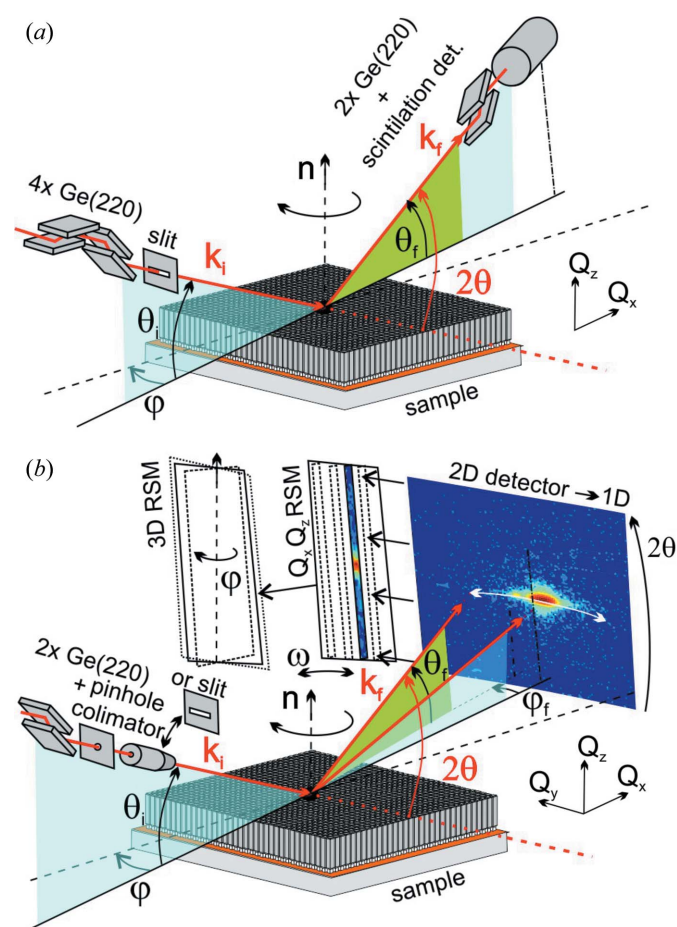 (a)
2x Ge(220)
+
scintilation det.
k_f
n
4x Ge(220)
slit
k_i
θ_f
2θ
Q_z
Q_x
θ_i
φ
sample
(b)
3D RSM
Q_x Q_z RSM
2D detector → 1D
2θ
φ
ω
2x Ge(220)
+ pinhole
colimator
or slit
n
k_f
θ_f
φ_f
k_i
2θ
θ_i
Q_z
Q_y
Q_x
φ
sample